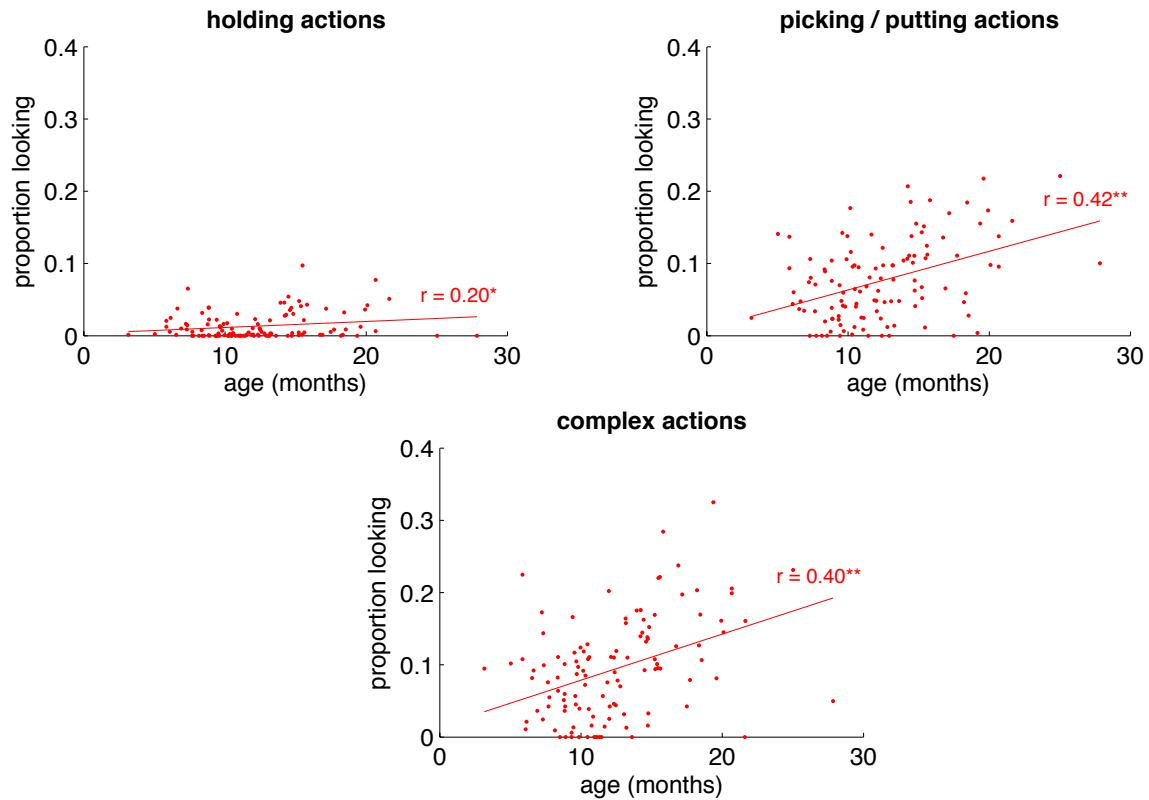 holding actions
0.4
0.3
0.2
0.1
0
proportion looking
r = 0.20*
0 10 20 30
age (months)
picking / putting actions
0.4
0.3
0.2
0.1
0
proportion looking
r = 0.42**
0 10 20 30
age (months)
complex actions
0.4
0.3
0.2
0.1
0
proportion looking
r = 0.40**
0 10 20 30
age (months)